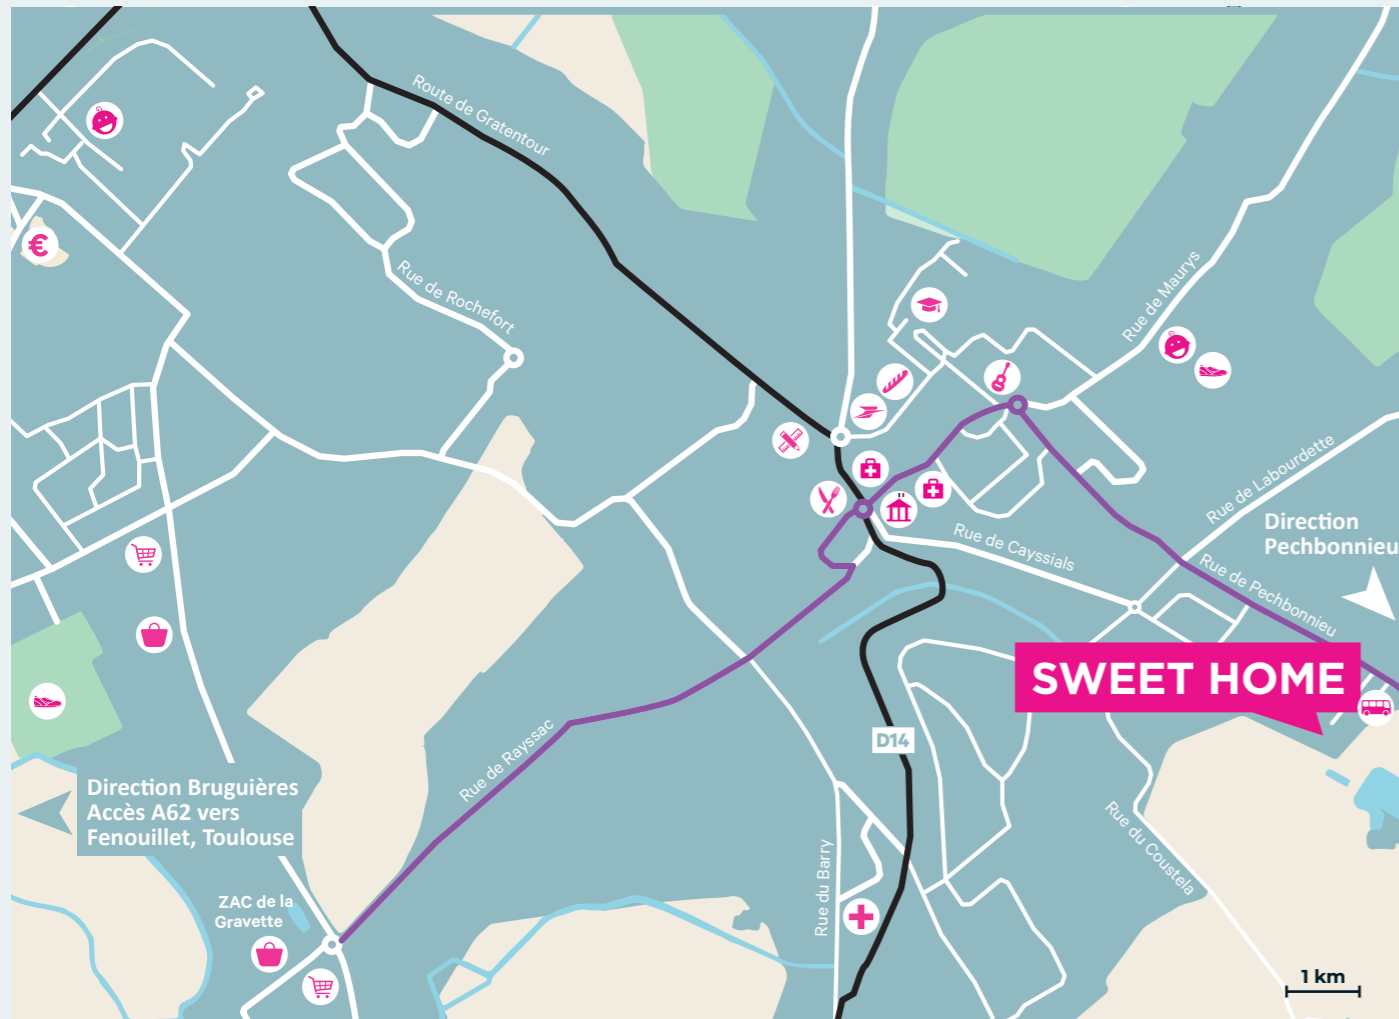 Route de Gratentour
Rue de Rochefort
Rue de Maurys
€
Rue de Labourdette
Direction
Pechbonnieu
Rue de Cayssials
Rue de Pechbonnieu
SWEET HOME
D14
Rue de Rayssac
Direction Bruguières
Accès A62 vers
Fenouillet, Toulouse
Rue du Coustela
Rue du Barry
ZAC de la
Gravette
1 km